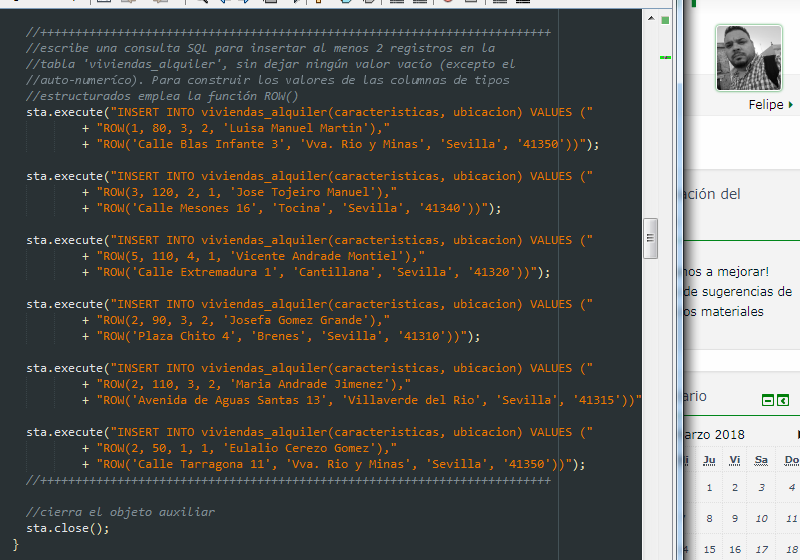 //+++++++++++++++++++++++++++++++++++++++++++++++++++++++++++++++++++++++++
//escribe una consulta SQL para insertar al menos 2 registros en la
//tabla 'viviendas_alquiler', sin dejar ningún valor vacío (excepto el
//auto-numeríco). Para construir los valores de las columnas de tipos
//estructurados emplea la función ROW()
sta.execute("INSERT INTO viviendas_alquiler(caracteristicas, ubicacion) VALUES ("
+ "ROW(1, 80, 3, 2, 'Luisa Manuel Martin'),"
+ "ROW('Calle Blas Infante 3', 'Vva. Rio y Minas', 'Sevilla', '41350'))");
sta.execute("INSERT INTO viviendas_alquiler(caracteristicas, ubicacion) VALUES ("
+ "ROW(3, 120, 2, 1, 'Jose Tojeiro Manuel'),"
+ "ROW('Calle Mesones 16', 'Tocina', 'Sevilla', '41340'))");
sta.execute("INSERT INTO viviendas_alquiler(caracteristicas, ubicacion) VALUES ("
+ "ROW(5, 110, 4, 1, 'Vicente Andrade Montiel'),"
+ "ROW('Calle Extremadura 1', 'Cantillana', 'Sevilla', '41320'))");
sta.execute("INSERT INTO viviendas_alquiler(caracteristicas, ubicacion) VALUES ("
+ "ROW(2, 90, 3, 2, 'Josefa Gomez Grande'),"
+ "ROW('Plaza Chito 4', 'Brenes', 'Sevilla', '41310'))");
sta.execute("INSERT INTO viviendas_alquiler(caracteristicas, ubicacion) VALUES ("
+ "ROW(2, 110, 3, 2, 'Maria Andrade Jimenez'),"
+ "ROW('Avenida de Aguas Santas 13', 'Villaverde del Rio', 'Sevilla', '41315'))"
sta.execute("INSERT INTO viviendas_alquiler(caracteristicas, ubicacion) VALUES ("
+ "ROW(2, 50, 1, 1, 'Eulalio Cerezo Gomez'),"
+ "ROW('Calle Tarragona 11', 'Vva. Rio y Minas', 'Sevilla', '41350'))");
//+++++++++++++++++++++++++++++++++++++++++++++++++++++++++++++++++++++++++
//cierra el objeto auxiliar
sta.close();
}
Felipe
ación del
nos a mejorar!
de sugerencias de
os materiales
ario
arzo 2018
Ju Vi Sa Do
1 2 3 4
8 9 10 11
15 16 17 18